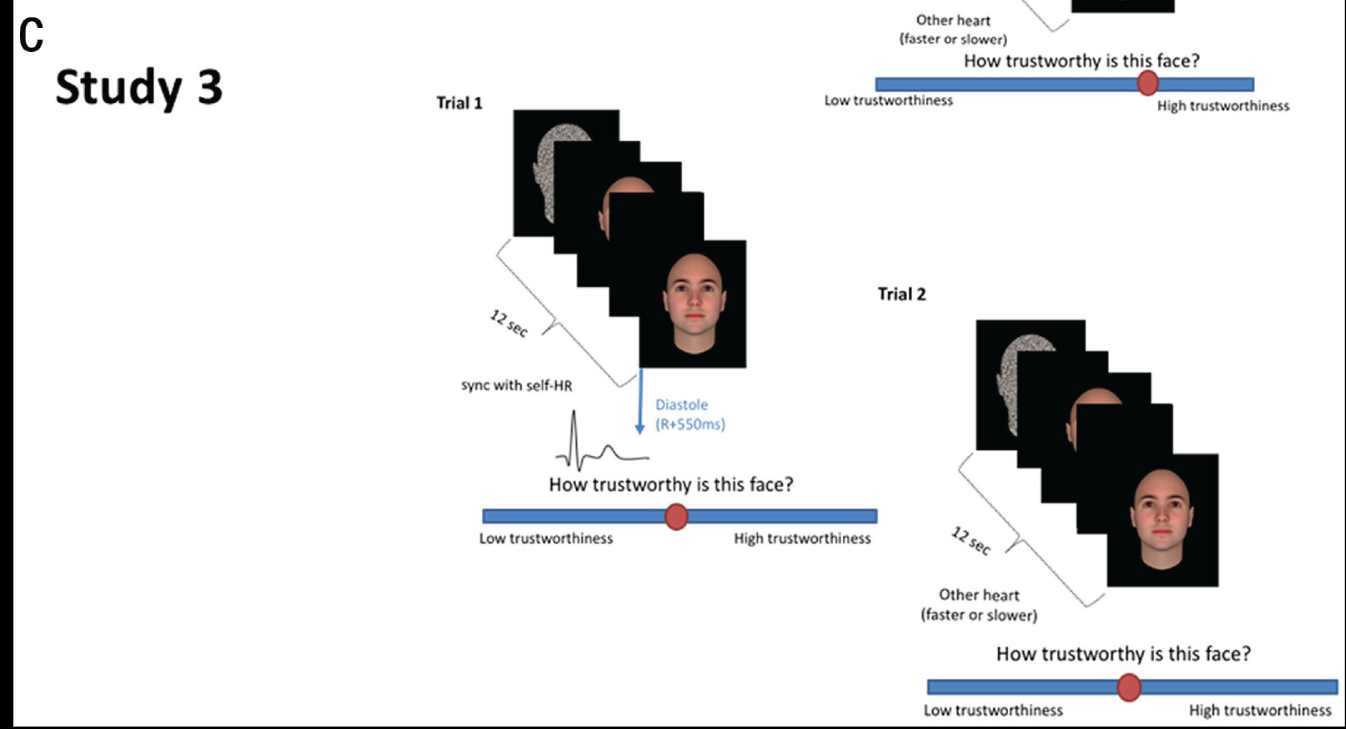 C
Study 3
Other heart
(faster or slower)
How trustworthy is this face?
Low trustworthiness
High trustworthiness
Trial 1
12 sec
sync with self-HR
Diastole
(R+550ms)
How trustworthy is this face?
Low trustworthiness
High trustworthiness
Trial 2
12 sec
Other heart
(faster or slower)
How trustworthy is this face?
Low trustworthiness
High trustworthiness